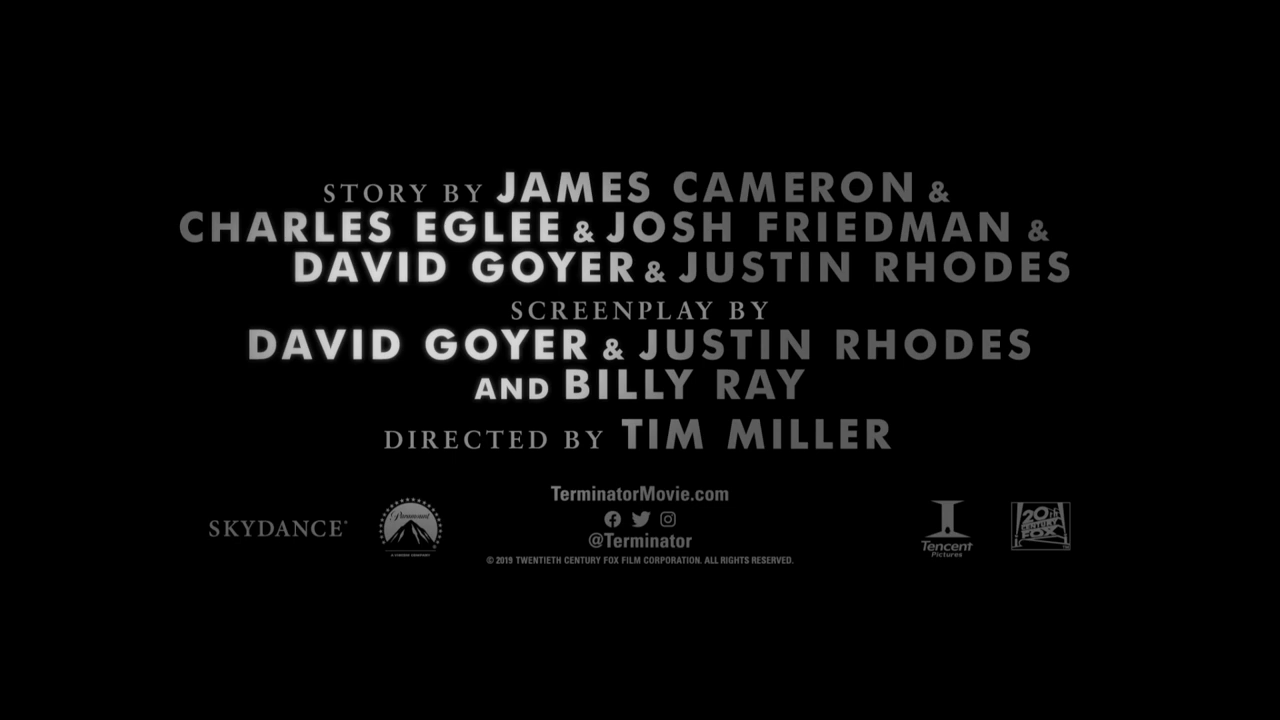 STORY BY JAMES CAMERON &
CHARLES EGLEE & JOSH FRIEDMAN &
DAVID GOYER & JUSTIN RHODES
SCREENPLAY BY
DAVID GOYER & JUSTIN RHODES
AND BILLY RAY
DIRECTED BY TIM MILLER
TerminatorMovie.com
@Terminator
© 2019 TWENTIETH CENTURY FOX FILM CORPORATION. ALL RIGHTS RESERVED.
SKYDANCE
Paramount
Tencent
Pictures
20th
CENTURY
FOX